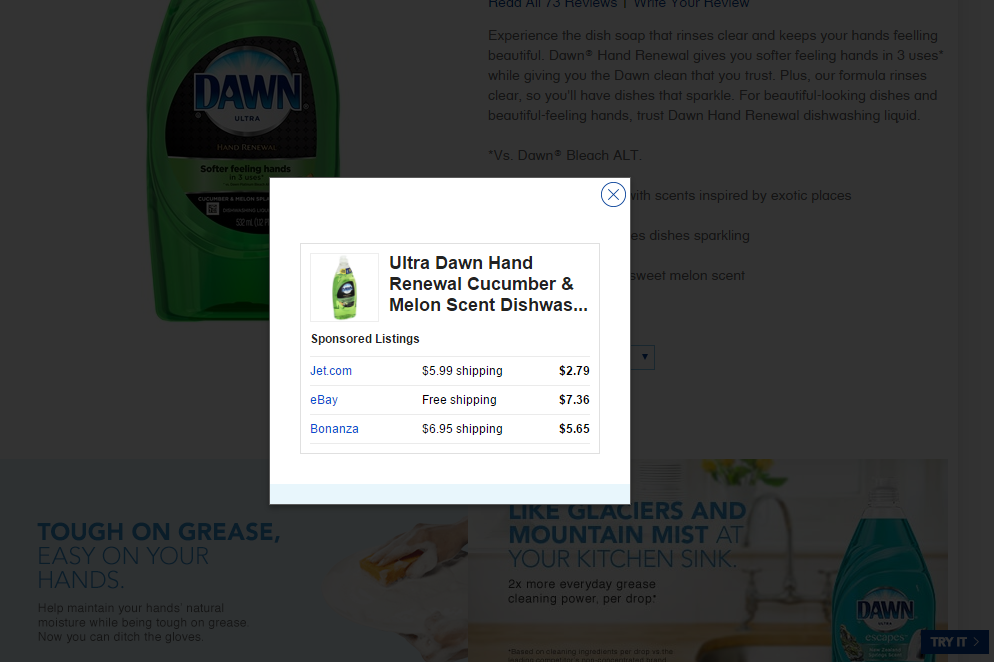 Read All 73 Reviews | Write Your Review
Experience the dish soap that rinses clear and keeps your hands feelling
beautiful. Dawn® Hand Renewal gives you softer feeling hands in 3 uses*
while giving you the Dawn clean that you trust. Plus, our formula rinses
clear, so you'll have dishes that sparkle. For beautiful-looking dishes and
beautiful-feeling hands, trust Dawn Hand Renewal dishwashing liquid.
*Vs. Dawn® Bleach ALT.
with scents inspired by exotic places
es dishes sparkling
sweet melon scent
DAWN®
ULTRA
HAND RENEWAL
Softer feeling hands
in 3 uses*
CUCUMBER & MELON SPLA
DISHWASHING LIQ
Ultra Dawn Hand
Renewal Cucumber &
Melon Scent Dishwas...
Sponsored Listings
Jet.com $5.99 shipping $2.79
eBay Free shipping $7.36
Bonanza $6.95 shipping $5.65
TOUGH ON GREASE,
EASY ON YOUR
HANDS.
Help maintain your hands' natural
moisture while being tough on grease.
Now you can ditch the gloves.
LIKE GLACIERS AND
MOUNTAIN MIST AT
YOUR KITCHEN SINK.
2x more everyday grease
cleaning power, per drop*
*Based on cleaning ingredients per drop vs. the
DAWN
ULTRA
escapes
New Zealand
Springs Scent
TRY IT >